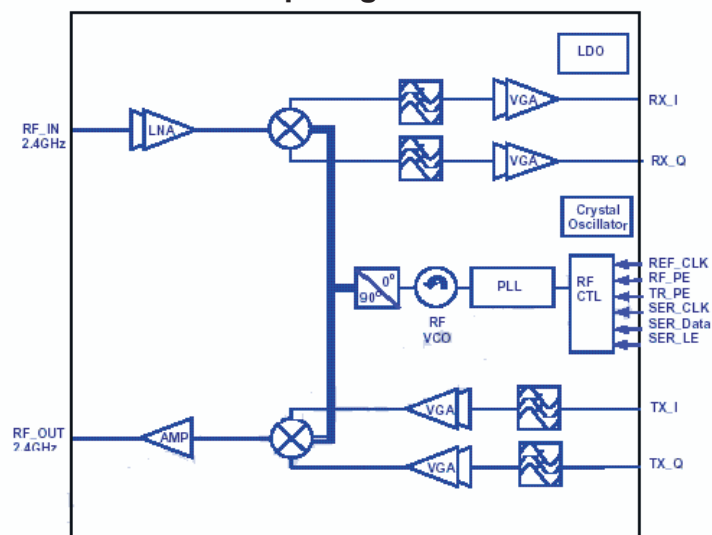 LDO
LNA
VGA
RX_I
RF_IN
2.4GHz
VGA
RX_Q
Crystal
Oscillator
REF_CLK
RF_PE
TR_PE
SER_CLK
SER_Data
SER_LE
RF
CTL
PLL
0°
90°
RF
VCO
VGA
TX_I
RF_OUT
2.4GHz
AMP
VGA
TX_Q